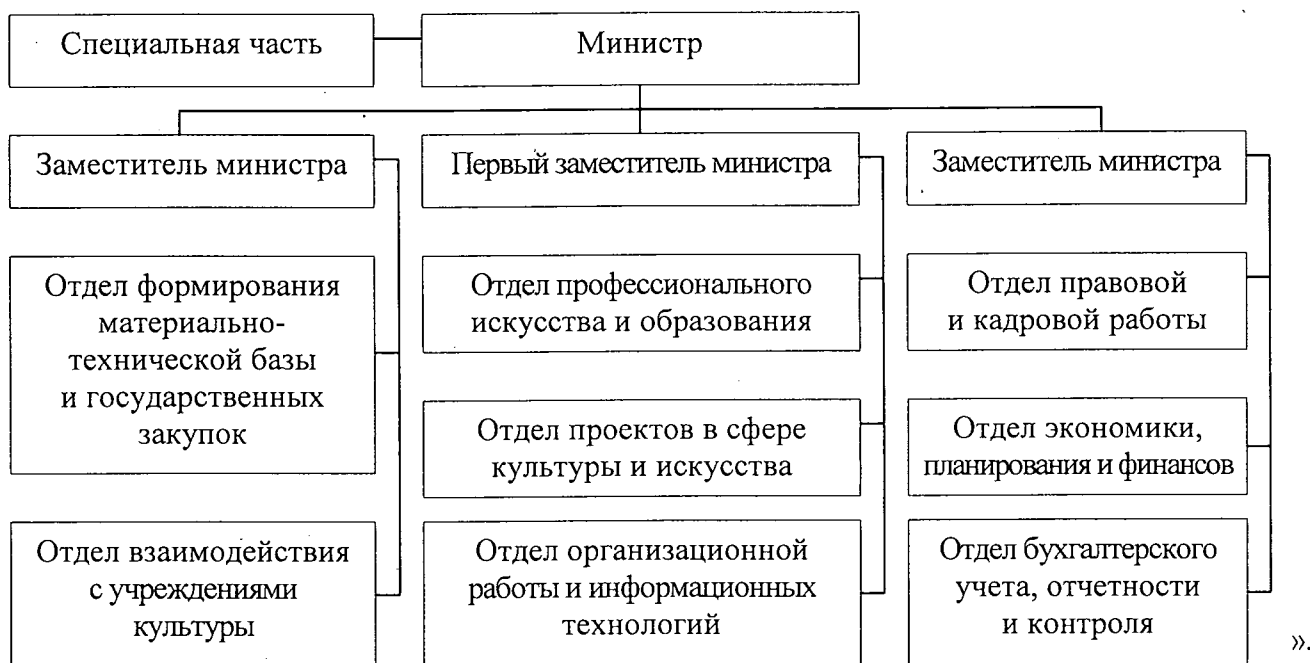 Специальная часть
Министр
Заместитель министра
Первый заместитель министра
Заместитель министра
Отдел формирования
материально-
технической базы
и государственных
закупок
Отдел взаимодействия
с учреждениями
культуры
Отдел профессионального
искусства и образования
Отдел проектов в сфере
культуры и искусства
Отдел организационной
работы и информационных
технологий
Отдел правовой
и кадровой работы
Отдел экономики,
планирования и финансов
Отдел бухгалтерского
учета, отчетности
и контроля
».